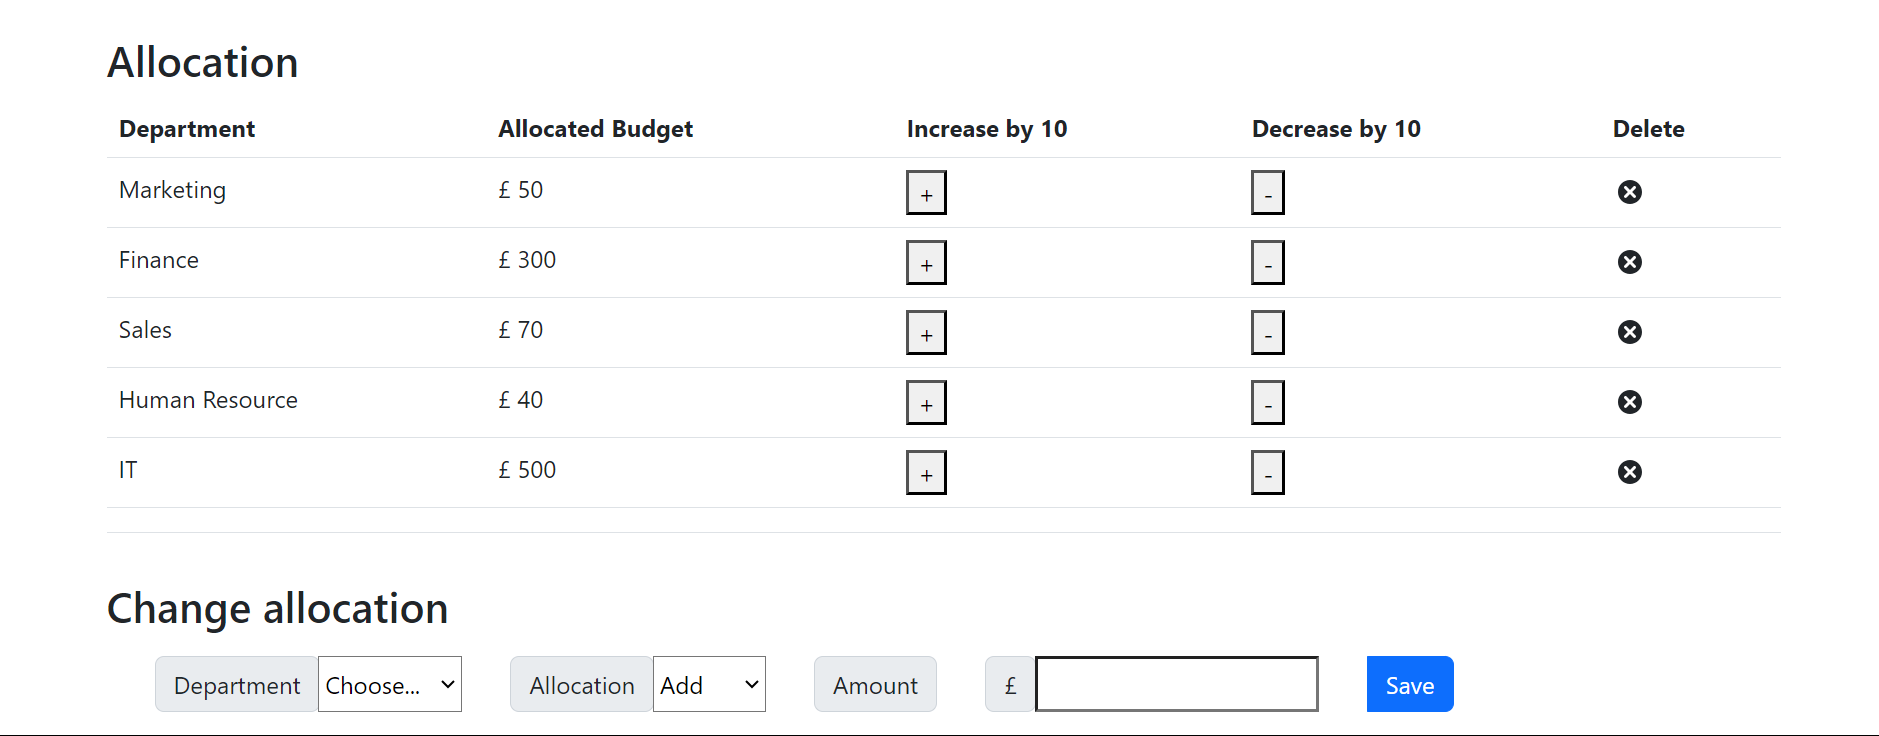 Allocation
Department Allocated Budget Increase by 10 Decrease by 10 Delete
Marketing £ 50 + -
Finance £ 300 + -
Sales £ 70 + -
Human Resource £ 40 + -
IT £ 500 + -
Change allocation
Department Choose... Allocation Add Amount £ Save